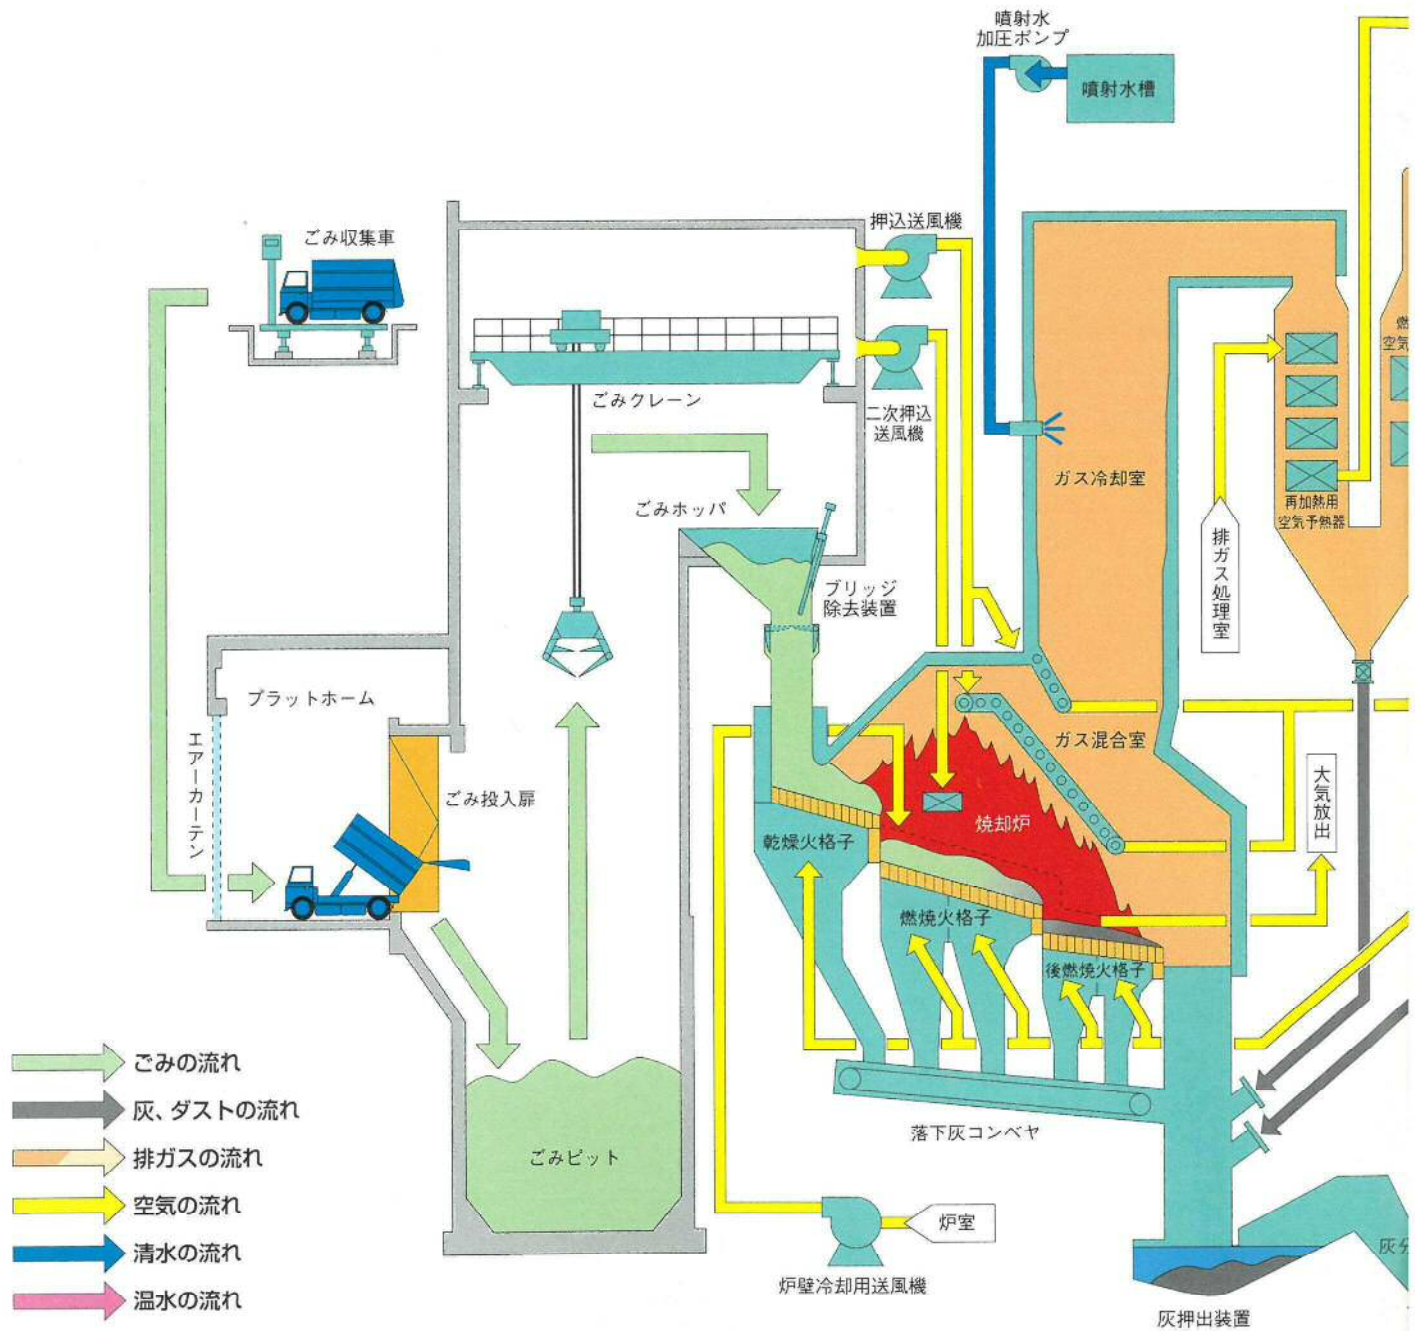 噴射水
加圧ポンプ
噴射水槽
ごみ収集車
押込送風機
ごみクレーン
二次押込
送風機
燃
空気
ガス冷却室
再加熱用
空気予熱器
ごみホッパ
排ガス処理室
ブリッジ
除去装置
プラットホーム
エアーカーテン
ごみ投入扉
ガス混合室
大気放出
焼却炉
乾燥火格子
燃焼火格子
後燃焼火格子
落下灰コンベヤ
ごみピット
炉室
炉壁冷却用送風機
灰分
灰押出装置
ごみの流れ
灰、ダストの流れ
排ガスの流れ
空気の流れ
清水の流れ
温水の流れ